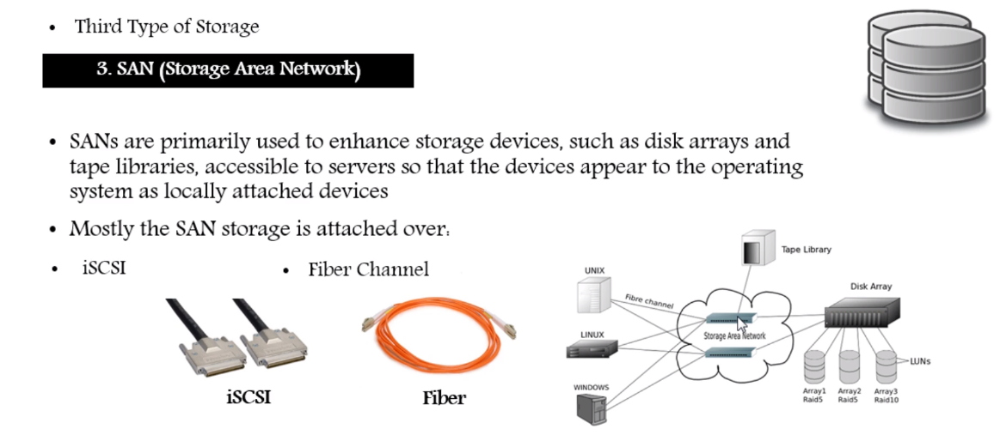 • Third Type of Storage
3. SAN (Storage Area Network)
• SANs are primarily used to enhance storage devices, such as disk arrays and
tape libraries, accessible to servers so that the devices appear to the operating
system as locally attached devices
• Mostly the SAN storage is attached over:
• iSCSI
• Fiber Channel
iSCSI
Fiber
Tape Library
UNIX
Fibre channel
Disk Array
LINUX
Storage Area Network
LUNs
WINDOWS
Array1
Raid5
Array2
Raid5
Array3
Raid10